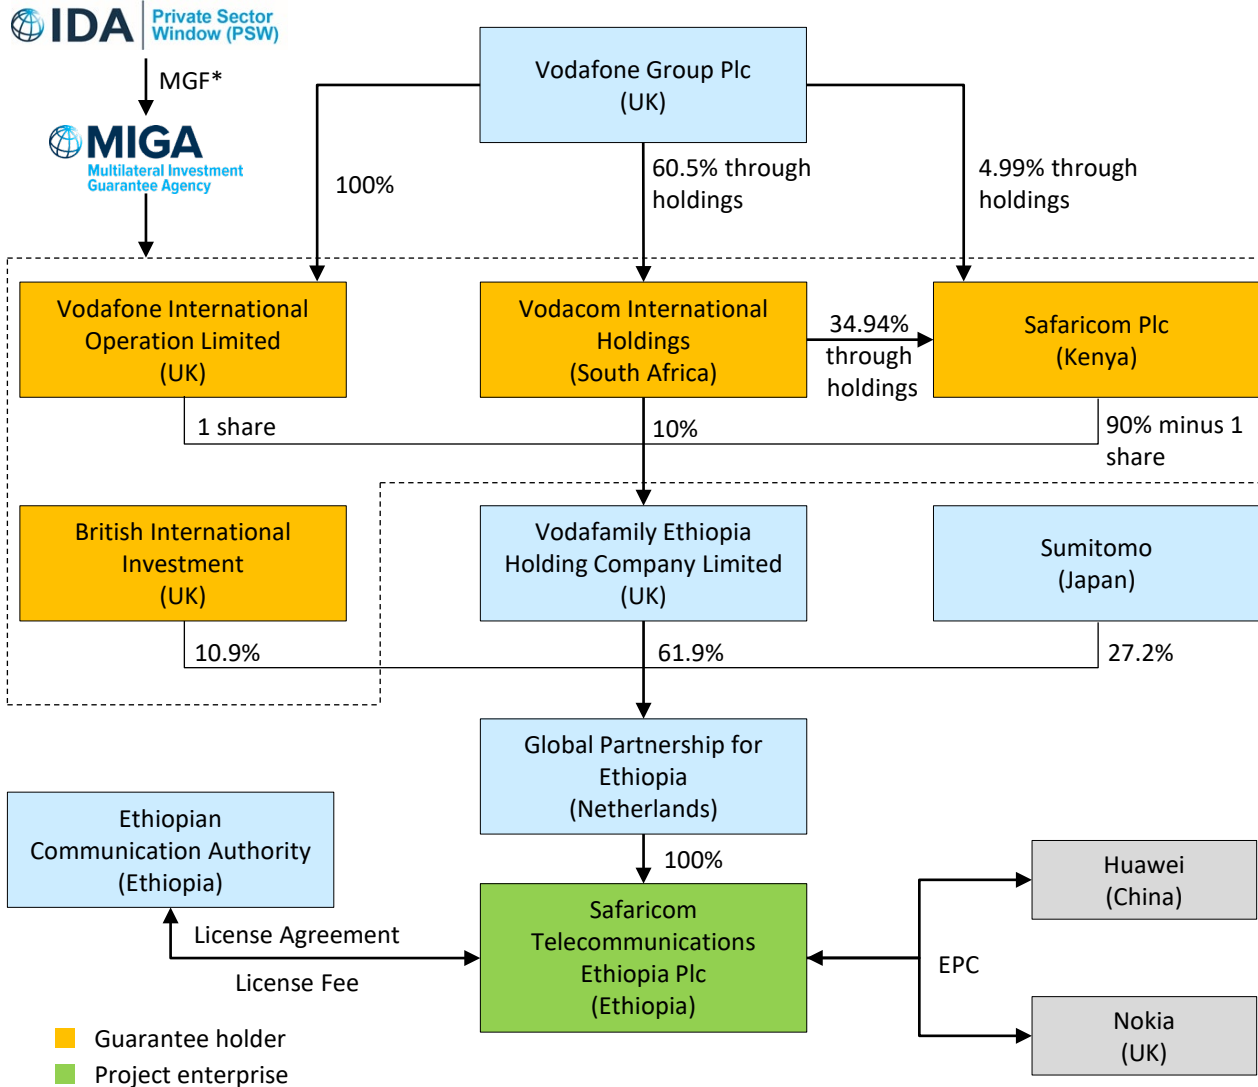 IDA
Private Sector
Window (PSW)
MGF*
MIGA
Multilateral Investment
Guarantee Agency
Vodafone Group Plc
(UK)
100%
60.5% through
holdings
4.99% through
holdings
Vodafone International
Operation Limited
(UK)
Vodacom International
Holdings
(South Africa)
34.94%
through
holdings
Safaricom Plc
(Kenya)
1 share
10%
90% minus 1
share
British International
Investment
(UK)
Vodafamily Ethiopia
Holding Company Limited
(UK)
Sumitomo
(Japan)
10.9%
61.9%
27.2%
Global Partnership for
Ethiopia
(Netherlands)
Ethiopian
Communication Authority
(Ethiopia)
100%
Safaricom
Telecommunications
Ethiopia Plc
(Ethiopia)
License Agreement
License Fee
Huawei
(China)
EPC
Nokia
(UK)
Guarantee holder
Project enterprise